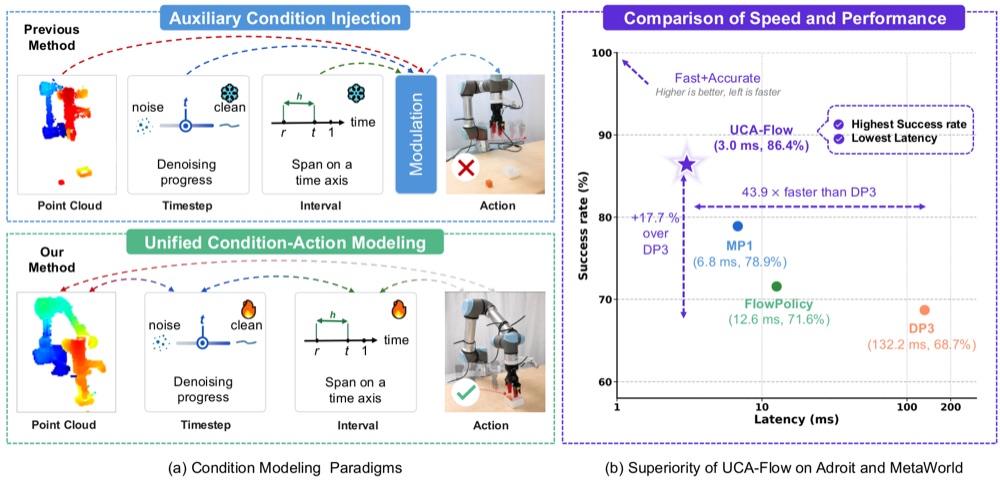 Auxiliary Condition Injection
Previous
Method
noise
t
clean
h
r
t
1
time
Modulation
Denoising
progress
Span on a
time axis
Point Cloud
Timestep
Interval
Action
Unified Condition-Action Modeling
Our
Method
noise
t
clean
h
r
t
1
time
Denoising
progress
Span on a
time axis
Point Cloud
Timestep
Interval
Action
(a) Condition Modeling Paradigms
Comparison of Speed and Performance
Success rate (%)
100
90
80
70
60
Fast+Accurate
Higher is better, left is faster
UCA-Flow
(3.0 ms, 86.4%)
Highest Success rate
Lowest Latency
43.9 × faster than DP3
+17.7 %
over
DP3
MP1
(6.8 ms, 78.9%)
FlowPolicy
(12.6 ms, 71.6%)
DP3
(132.2 ms, 68.7%)
1
10
100
200
Latency (ms)
(b) Superiority of UCA-Flow on Adroit and MetaWorld